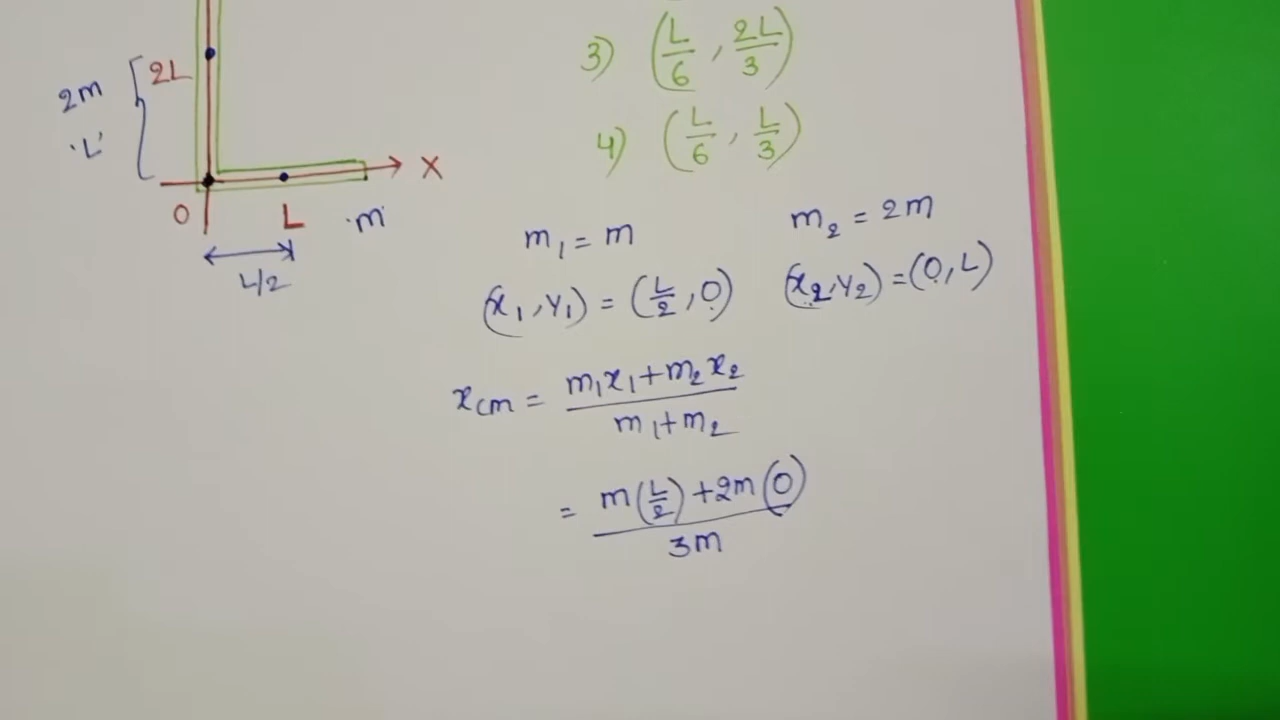 3) (L/6 , 2L/3)
2m
2L
'L'
4) (L/6 , L/3)
X
O
L
'm'
L/2
m₁ = m
m₂ = 2m
(x₁,y₁) = (L/2 , 0)
(x₂,y₂) = (0, L)
x_cm = (m₁x₁ + m₂x₂)/(m₁ + m₂)
= (m(L/2) + 2m(0))/3m